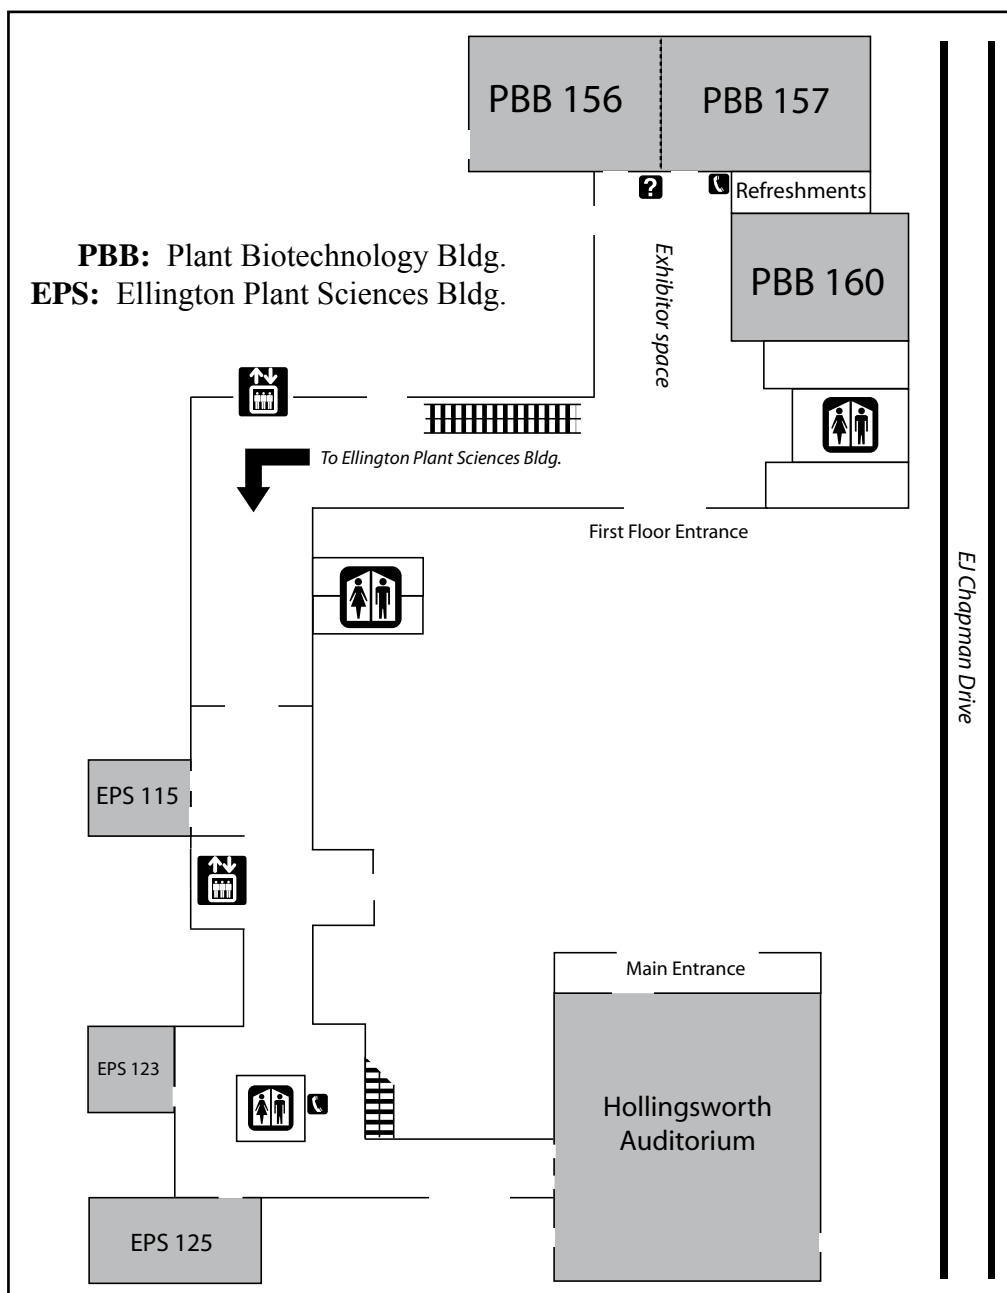 PBB 156
PBB 157
?
Refreshments
PBB: Plant Biotechnology Bldg.
EPS: Ellington Plant Sciences Bldg.
Exhibitor space
PBB 160
To Ellington Plant Sciences Bldg.
First Floor Entrance
EJ Chapman Drive
EPS 115
Main Entrance
EPS 123
Hollingsworth
Auditorium
EPS 125